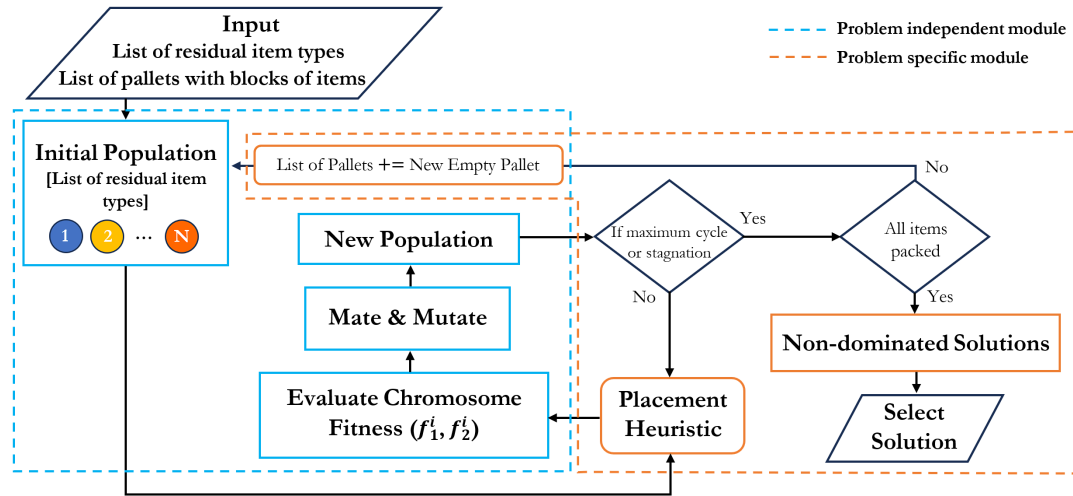 Input
List of residual item types
List of pallets with blocks of items
Problem independent module
Problem specific module
Initial Population
[List of residual item
types]
1 2 ... N
List of Pallets += New Empty Pallet
No
New Population
If maximum cycle
or stagnation
Yes
All items
packed
No
Yes
Mate & Mutate
Non-dominated Solutions
Evaluate Chromosome
Fitness (f₁ⁱ, f₂ⁱ)
Placement
Heuristic
Select
Solution